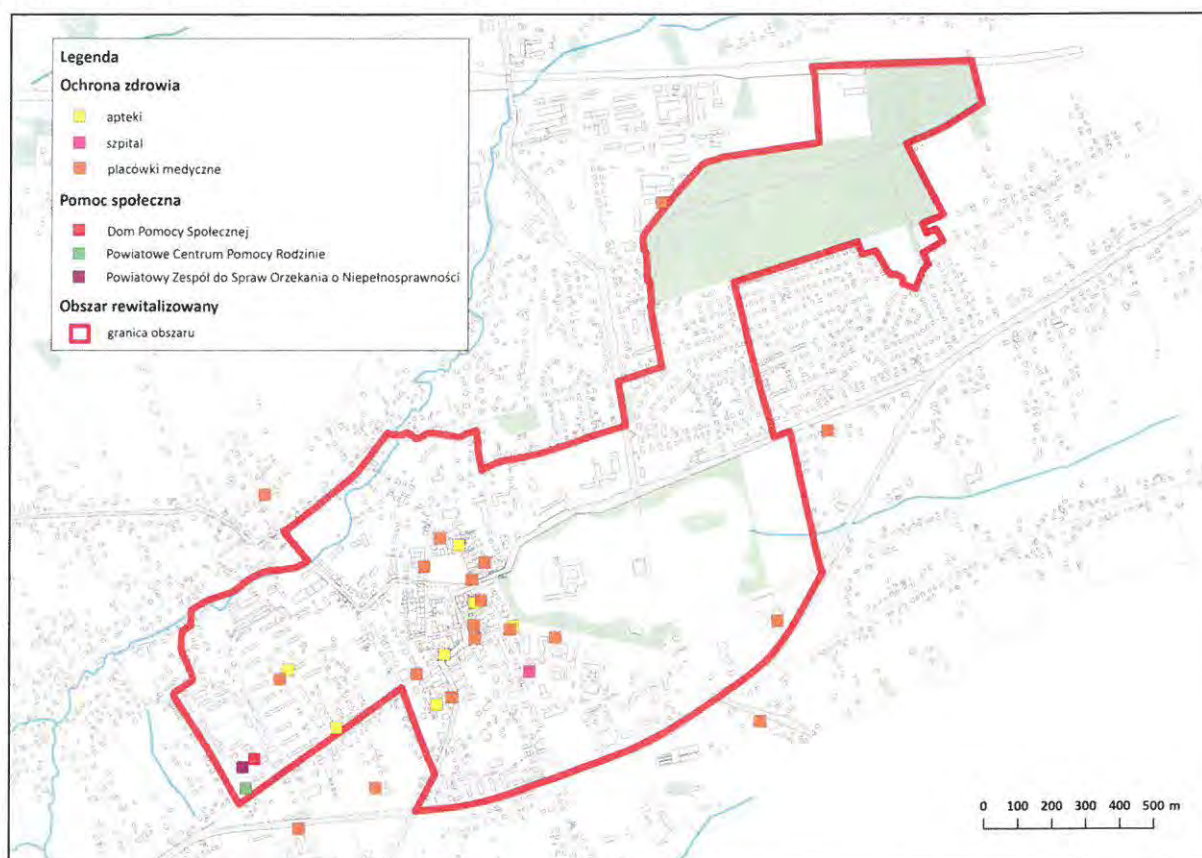 Legenda
Ochrona zdrowia
apteki
szpital
placówki medyczne
Pomoc społeczna
Dom Pomocy Społecznej
Powiatowe Centrum Pomocy Rodzinie
Powiatowy Zespół do Spraw Orzekania o Niepełnosprawności
Obszar rewitalizowany
granica obszaru
0 100 200 300 400 500 m